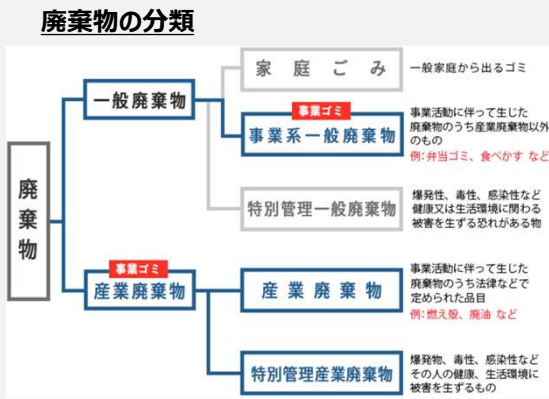 廃棄物の分類
家庭ごみ
一般家庭から出るゴミ
一般廃棄物
事業ゴミ
事業系一般廃棄物
事業活動に伴って生じた
廃棄物のうち産業廃棄物以外
のもの
例：弁当ゴミ、食べかす など
廃棄物
特別管理一般廃棄物
爆発性、毒性、感染性など
健康又は生活環境に関わる
被害を生ずる恐れがある物
事業ゴミ
産業廃棄物
産業廃棄物
事業活動に伴って生じた
廃棄物のうち法律などで
定められた品目
例：燃え殻、廃油 など
特別管理産業廃棄物
爆発物、毒性、感染性など
その人の健康、生活環境に
被害を生ずるもの